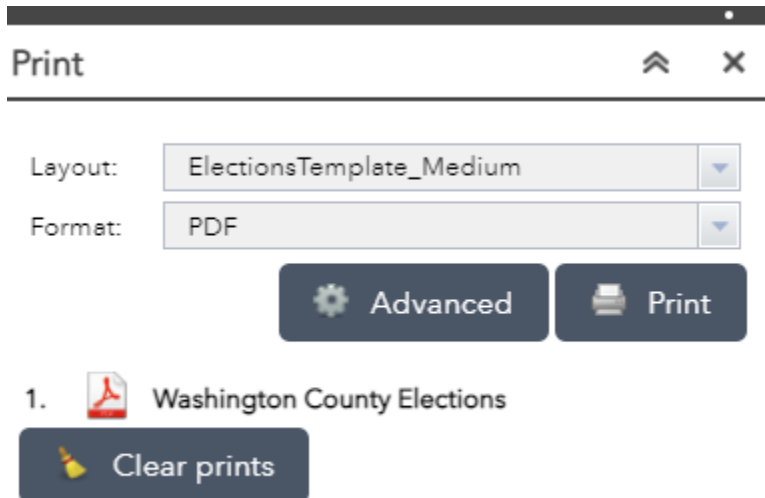 Print
Layout: ElectionsTemplate_Medium
Format: PDF
Advanced Print
1. Washington County Elections
Clear prints